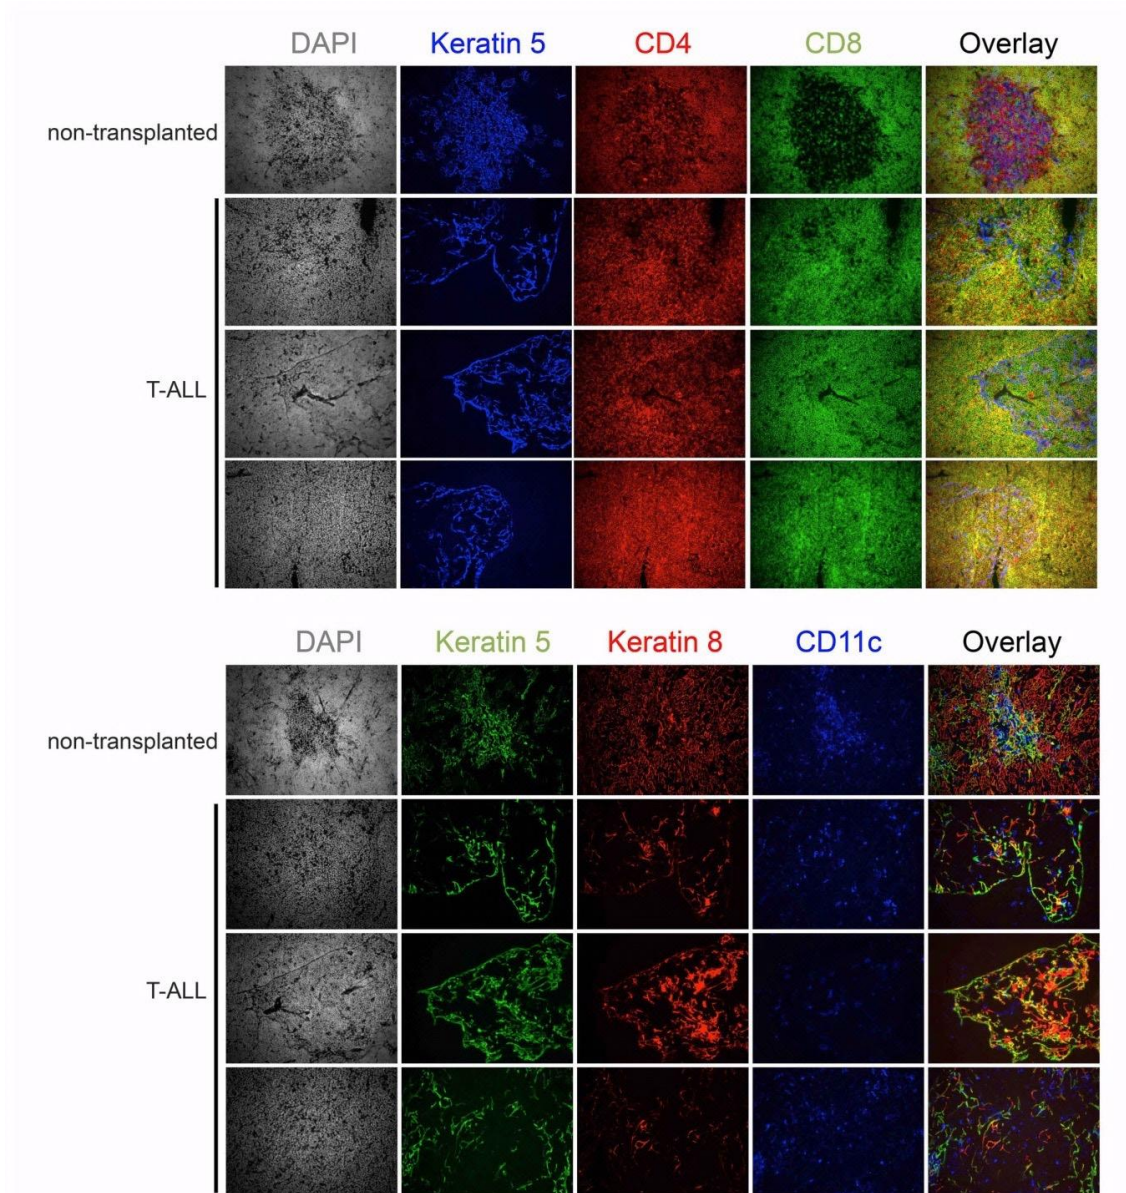 DAPI Keratin 5 CD4 CD8 Overlay
non-transplanted
T-ALL
DAPI Keratin 5 Keratin 8 CD11c Overlay
non-transplanted
T-ALL